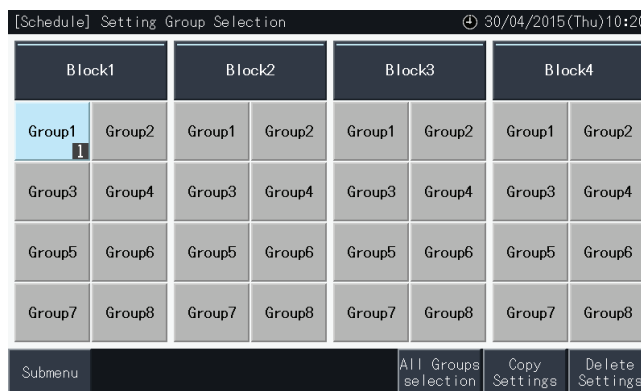 [Schedule] Setting Group Selection 30/04/2015(Thu)10:20
Block1 Block2 Block3 Block4
Group1 Group2 Group1 Group2 Group1 Group2 Group1 Group2
1
Group3 Group4 Group3 Group4 Group3 Group4 Group3 Group4
Group5 Group6 Group5 Group6 Group5 Group6 Group5 Group6
Group7 Group8 Group7 Group8 Group7 Group8 Group7 Group8
Submenu All Groups Copy Delete
selection Settings Settings